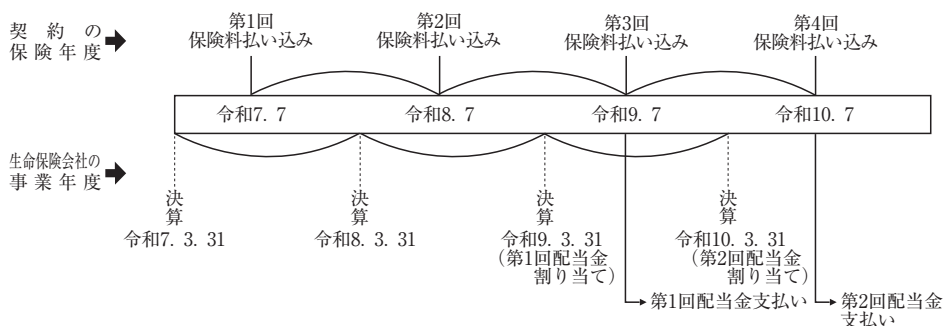 契約の
保険年度
第1回
保険料払い込み
第2回
保険料払い込み
第3回
保険料払い込み
第4回
保険料払い込み
令和7. 7
令和8. 7
令和9. 7
令和10. 7
生命保険会社の
事業年度
決算
令和7. 3. 31
決算
令和8. 3. 31
決算
令和9. 3. 31
(第1回配当金
割り当て)
決算
令和10. 3. 31
(第2回配当金
割り当て)
第1回配当金支払い
第2回配当金
支払い